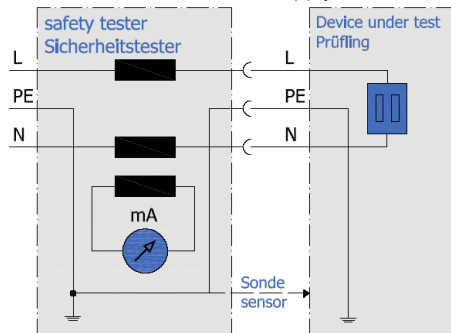 safety tester
Sicherheitstester
Device under test
Prüfling
L
L
PE
PE
N
N
mA
Sonde
sensor